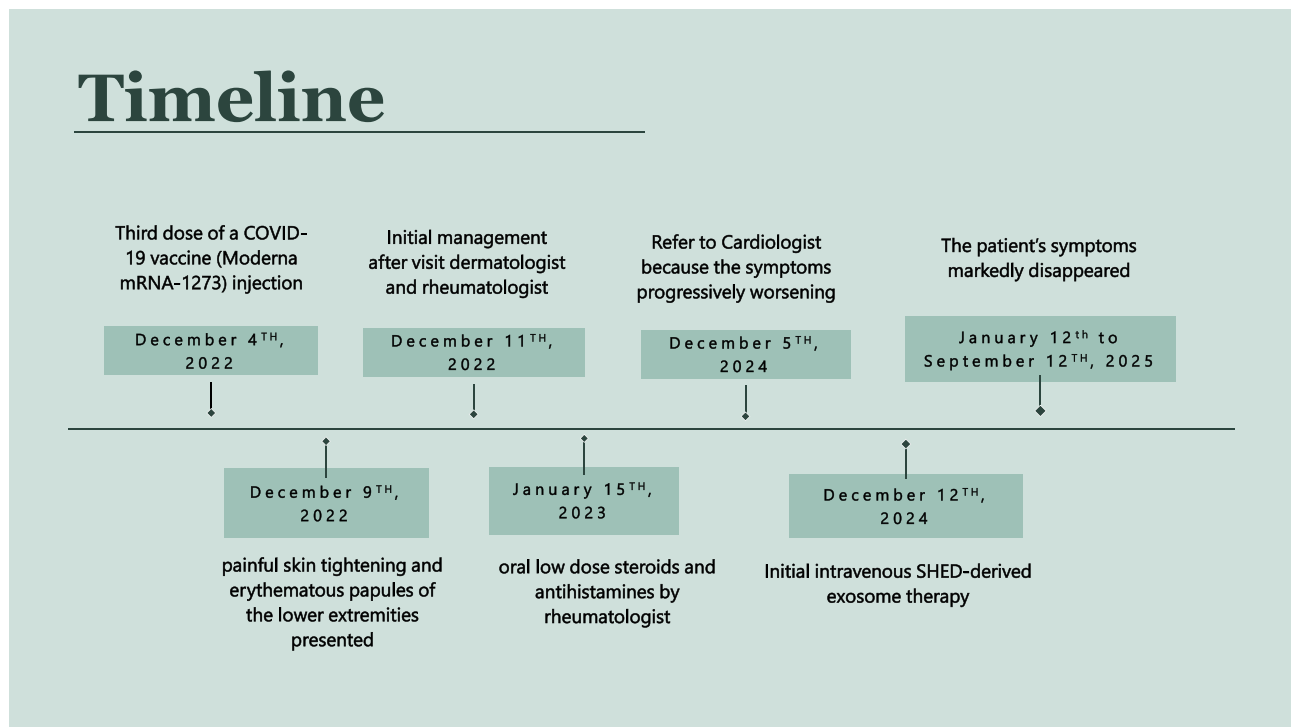 Timeline
Third dose of a COVID-
19 vaccine (Moderna
mRNA-1273) injection
December 4TH,
2022
Initial management
after visit dermatologist
and rheumatologist
December 11TH,
2022
Refer to Cardiologist
because the symptoms
progressively worsening
December 5TH,
2024
The patient's symptoms
markedly disappeared
January 12th to
September 12TH, 2025
December 9TH,
2022
painful skin tightening and
erythematous papules of
the lower extremities
presented
January 15TH,
2023
oral low dose steroids and
antihistamines by
rheumatologist
December 12TH,
2024
Initial intravenous SHED-derived
exosome therapy